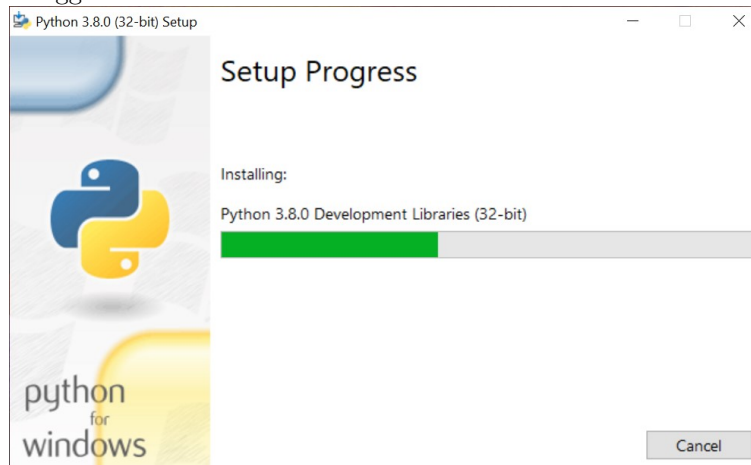 Python 3.8.0 (32-bit) Setup
Setup Progress
Installing:
Python 3.8.0 Development Libraries (32-bit)
python
for
windows
Cancel